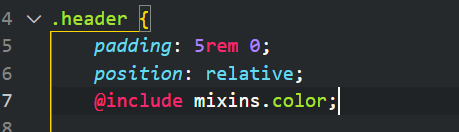 4 .header {
5 padding: 5rem 0;
6 position: relative;
7 @include mixins.color;
8